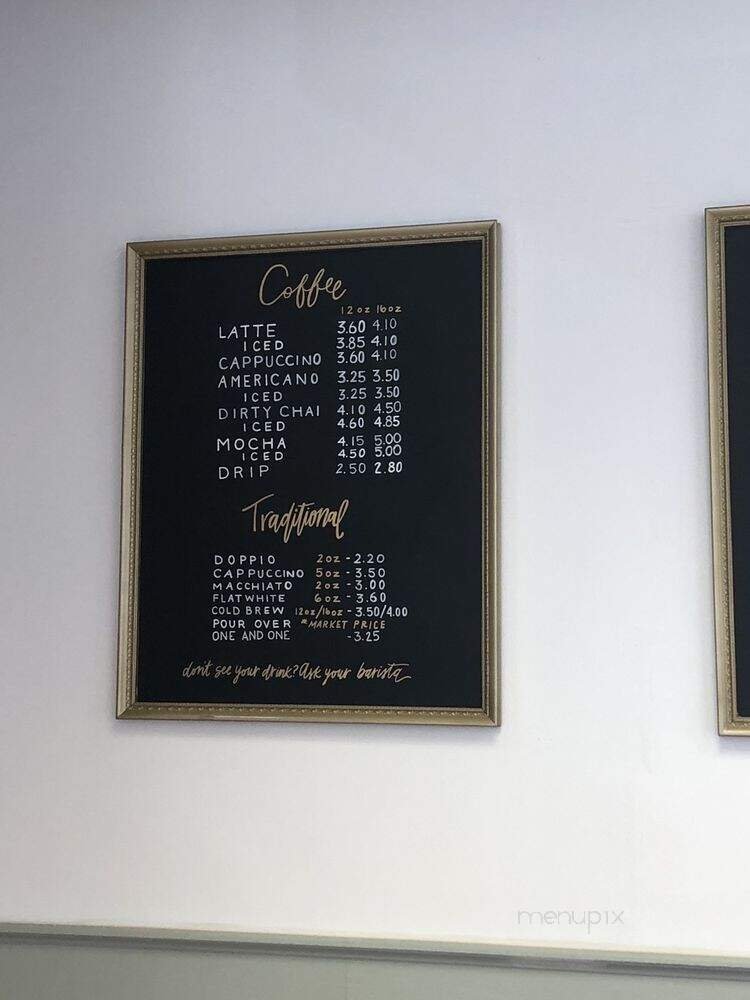 Coffee
12oz 16oz
LATTE 3.60 4.10
ICED 3.85 4.10
CAPPUCCINO 3.60 4.10
AMERICANO 3.25 3.50
ICED 3.25 3.50
DIRTY CHAI 4.10 4.50
ICED 4.60 4.85
MOCHA 4.15 5.00
ICED 4.50 5.00
DRIP 2.50 2.80
Traditional
DOPPIO 2oz - 2.20
CAPPUCCINO 5oz - 3.50
MACCHIATO 2oz - 3.00
FLATWHITE 6oz - 3.60
COLD BREW 12oz/16oz - 3.50/4.00
POUR OVER *MARKET PRICE
ONE AND ONE - 3.25
don't see your drink? Ask your barista
menupix